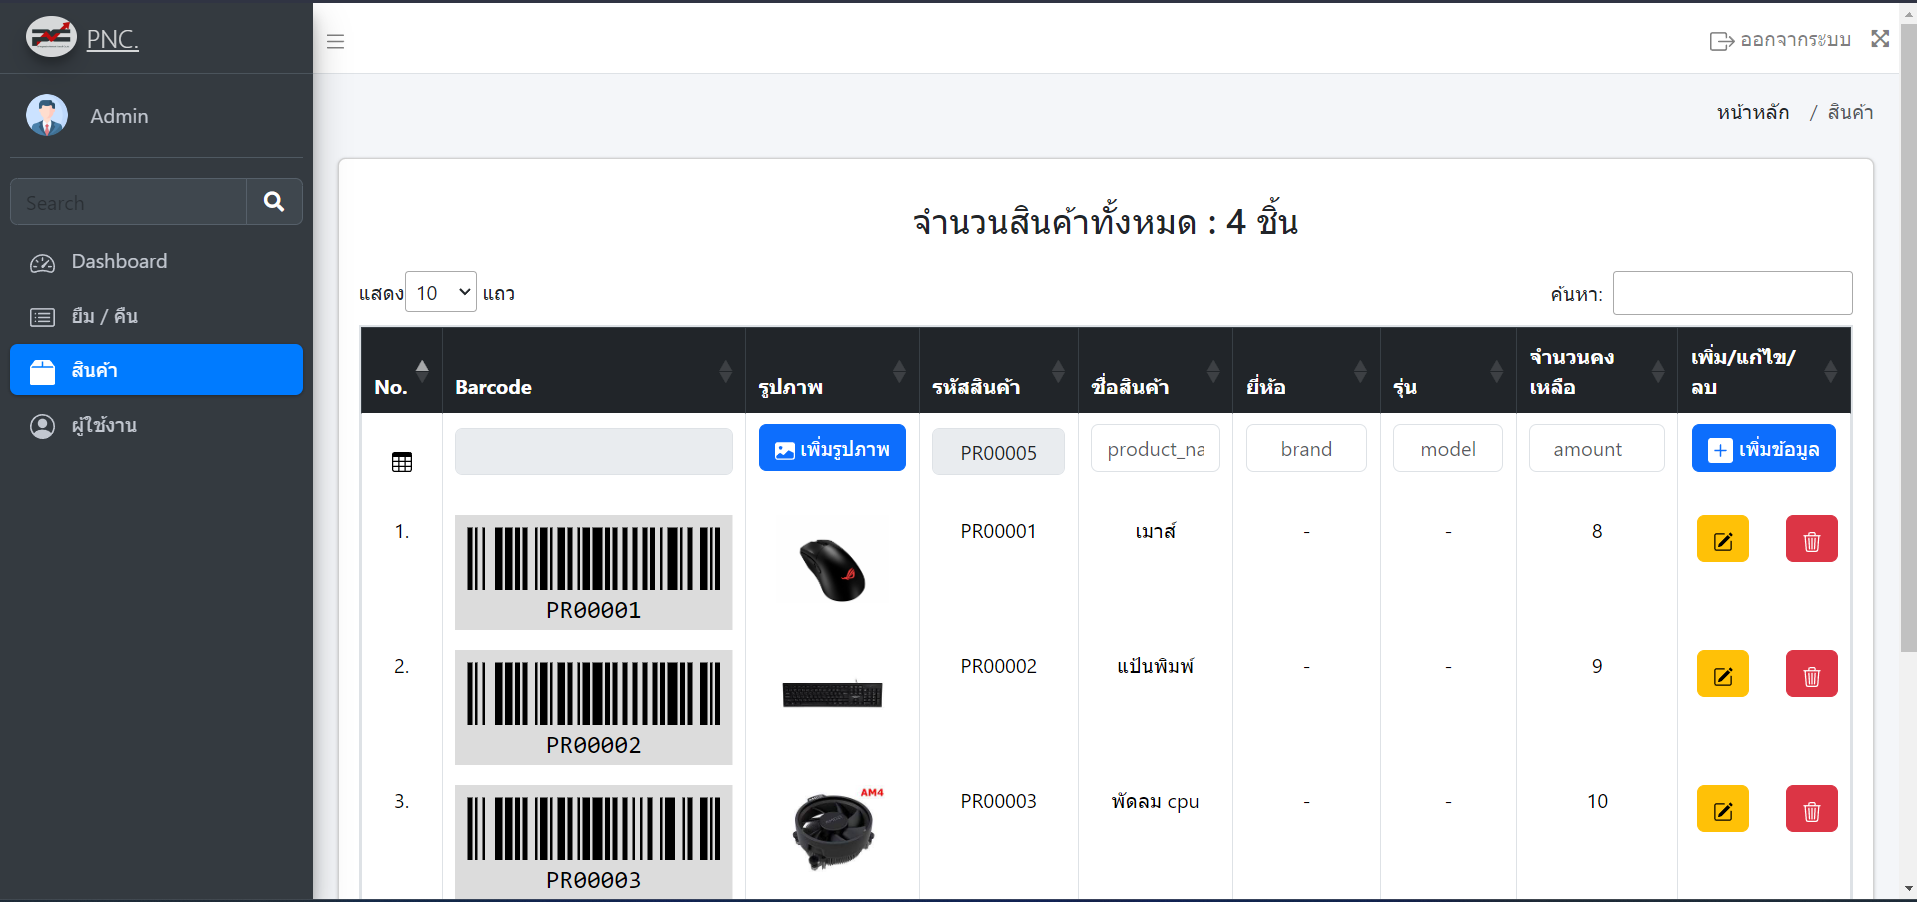 PNC.
ออกจากระบบ
Admin
หน้าหลัก / สินค้า
Search
Dashboard
ยืม / คืน
สินค้า
ผู้ใช้งาน
จำนวนสินค้าทั้งหมด : 4 ชิ้น
แสดง 10 แถว
ค้นหา:
No. Barcode รูปภาพ รหัสสินค้า ชื่อสินค้า ยี่ห้อ รุ่น จำนวนคงเหลือ เพิ่ม/แก้ไข/ลบ
เพิ่มรูปภาพ PR00005 product_na brand model amount เพิ่มข้อมูล
1. PR00001 เมาส์ - - 8
PR00001
2. PR00002 แป้นพิมพ์ - - 9
PR00002
3. AM4 PR00003 พัดลม cpu - - 10
PR00003